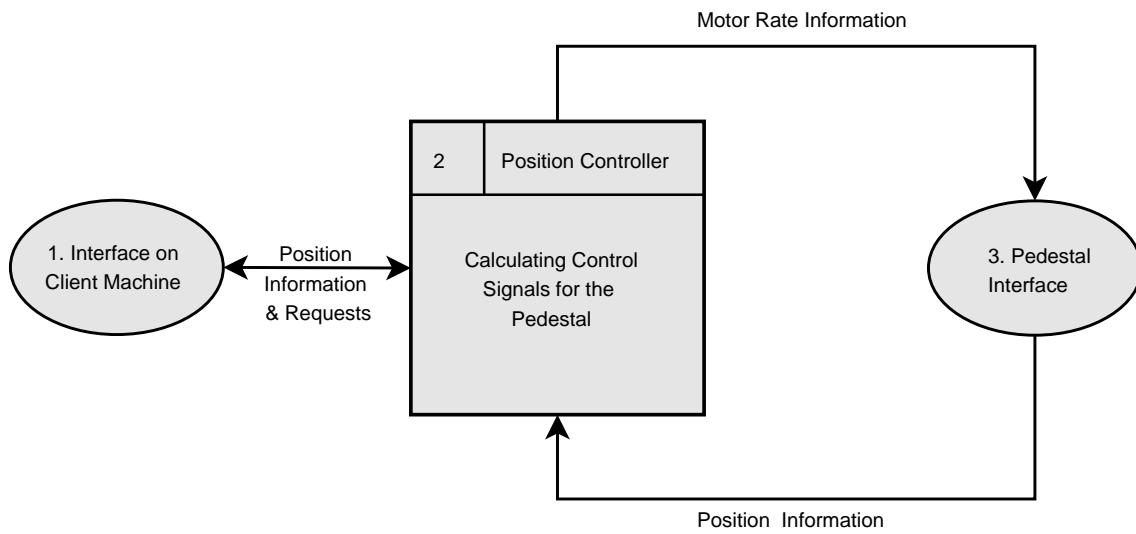 Motor Rate Information
2
Position Controller
1. Interface on
Client Machine
Position
Information
& Requests
Calculating Control
Signals for the
Pedestal
3. Pedestal
Interface
Position Information